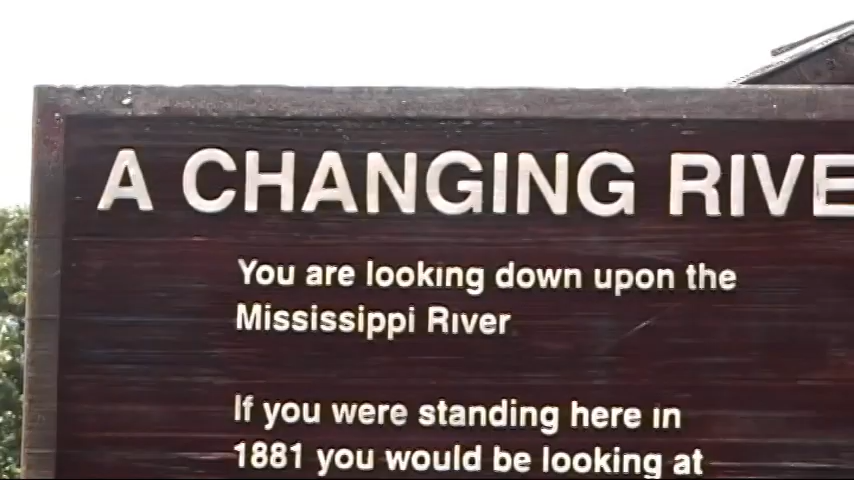 A CHANGING RIVE
You are looking down upon the
Mississippi River
If you were standing here in
1881 you would be looking at